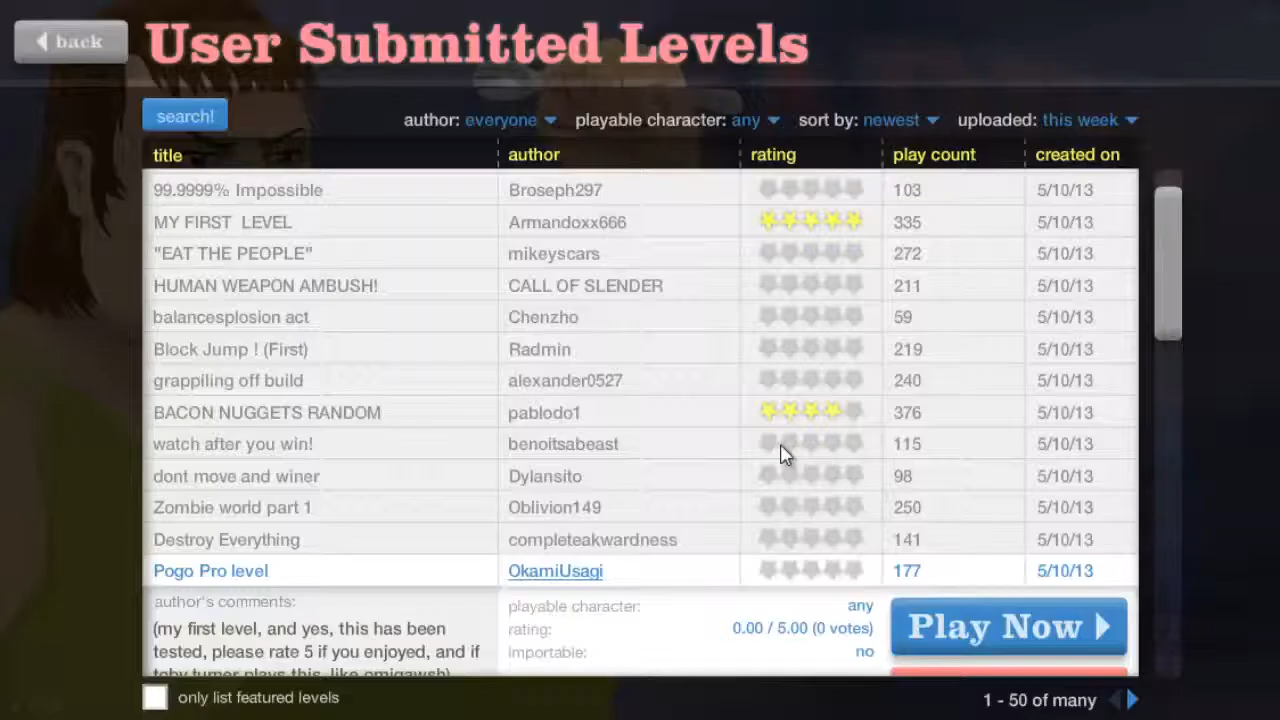 back
User Submitted Levels
search!
author: everyone playable character: any sort by: newest uploaded: this week
title author rating play count created on
99.9999% Impossible Broseph297 103 5/10/13
MY FIRST LEVEL Armandoxx666 335 5/10/13
"EAT THE PEOPLE" mikeyscars 272 5/10/13
HUMAN WEAPON AMBUSH! CALL OF SLENDER 211 5/10/13
balancesplosion act Chenzho 59 5/10/13
Block Jump ! (First) Radmin 219 5/10/13
grappiling off build alexander0527 240 5/10/13
BACON NUGGETS RANDOM pablodo1 376 5/10/13
watch after you win! benoitsabeast 115 5/10/13
dont move and winer Dylansito 98 5/10/13
Zombie world part 1 Oblivion149 250 5/10/13
Destroy Everything completeakwardness 141 5/10/13
Pogo Pro level OkamiUsagi 177 5/10/13
author's comments:
(my first level, and yes, this has been
tested, please rate 5 if you enjoyed, and if
toby turner plays this, like omigawsh)
playable character: any
rating: 0.00 / 5.00 (0 votes)
importable: no
Play Now
only list featured levels
1 - 50 of many